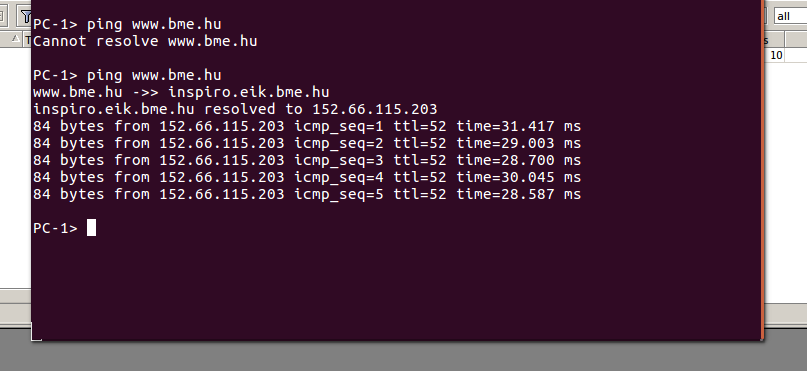 PC-1> ping www.bme.hu
Cannot resolve www.bme.hu
PC-1> ping www.bme.hu
www.bme.hu ->> inspiro.eik.bme.hu
inspiro.eik.bme.hu resolved to 152.66.115.203
84 bytes from 152.66.115.203 icmp_seq=1 ttl=52 time=31.417 ms
84 bytes from 152.66.115.203 icmp_seq=2 ttl=52 time=29.003 ms
84 bytes from 152.66.115.203 icmp_seq=3 ttl=52 time=28.700 ms
84 bytes from 152.66.115.203 icmp_seq=4 ttl=52 time=30.045 ms
84 bytes from 152.66.115.203 icmp_seq=5 ttl=52 time=28.587 ms
PC-1>
all
10